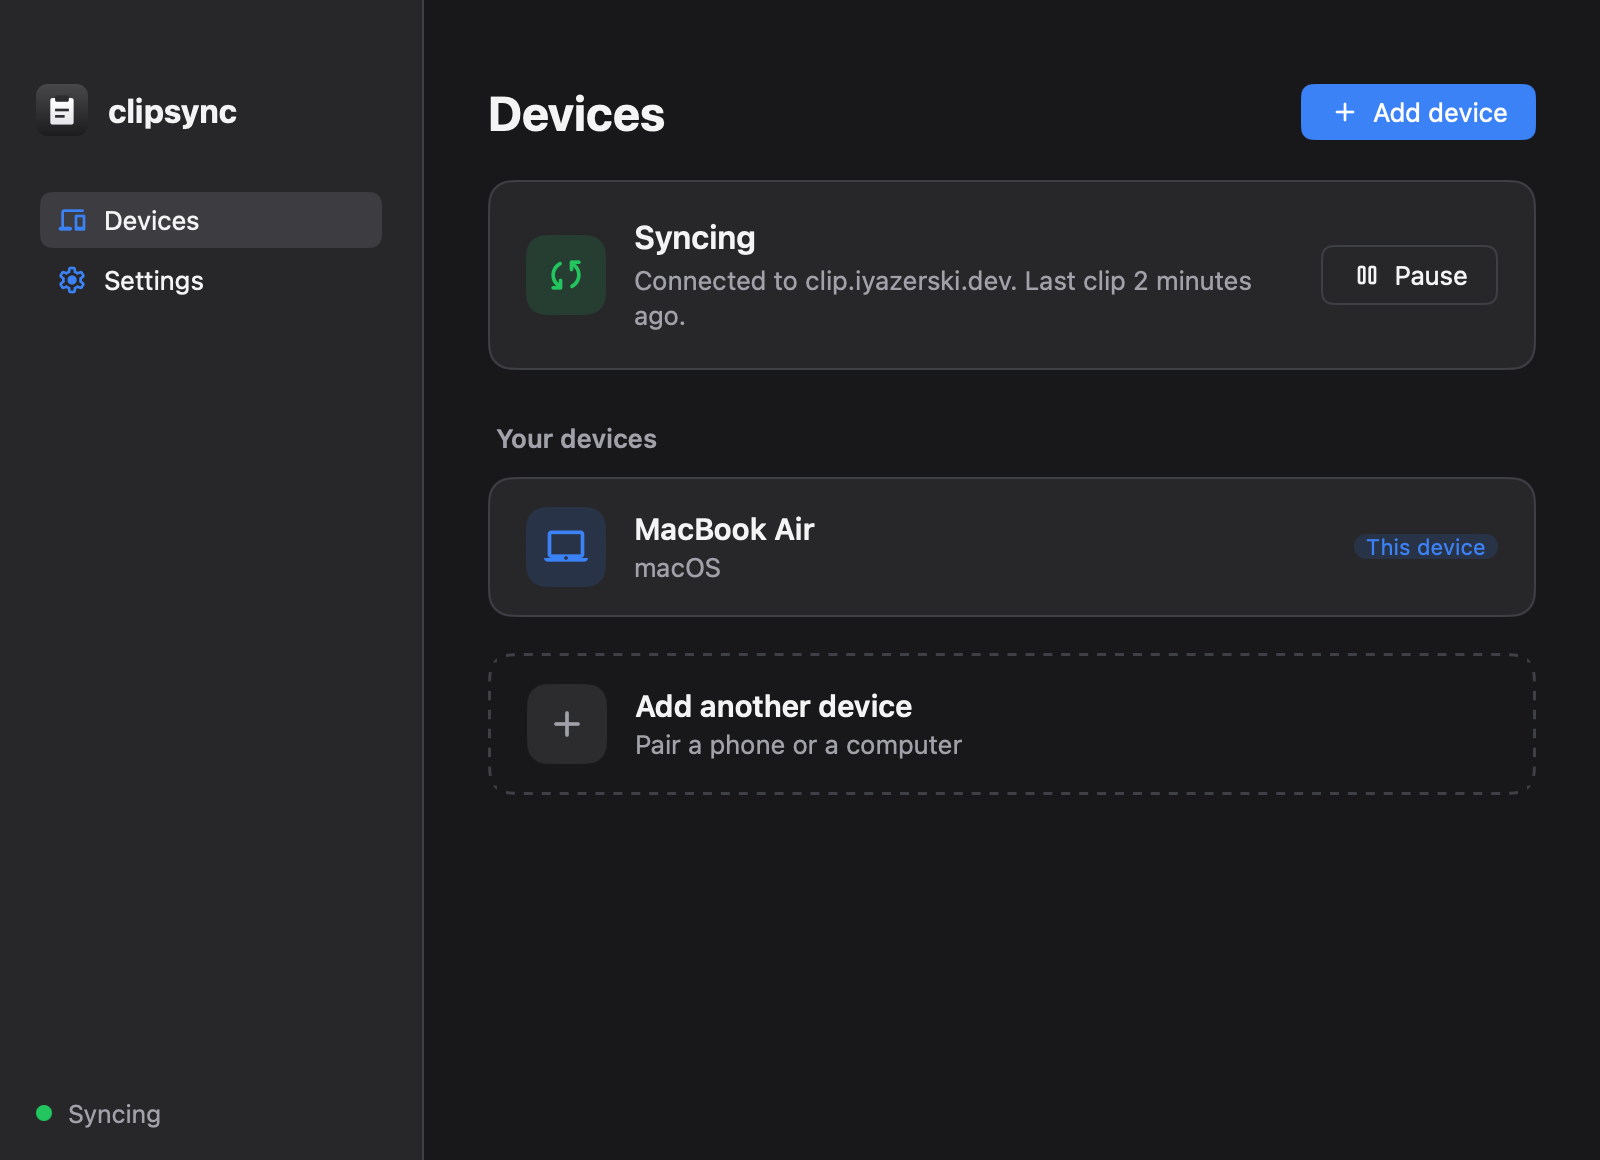 clipsync
Devices
Settings
Syncing
Devices
Add device
Syncing
Connected to clip.iyazerski.dev. Last clip 2 minutes
ago.
Pause
Your devices
MacBook Air
macOS
This device
Add another device
Pair a phone or a computer